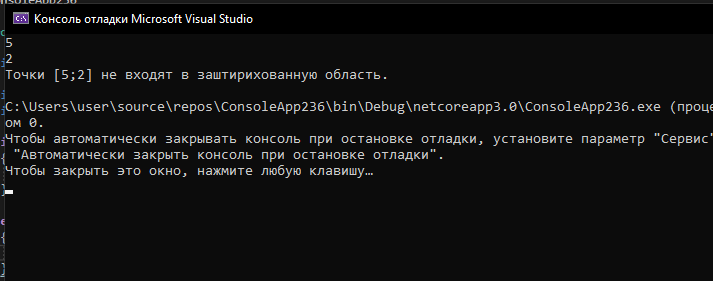 Консоль отладки Microsoft Visual Studio
5
2
Точки [5;2] не входят в заштирихованную область.
C:\Users\user\source\repos\ConsoleApp236\bin\Debug\netcoreapp3.0\ConsoleApp236.exe (проце
ом 0.
Чтобы автоматически закрывать консоль при остановке отладки, установите параметр "Сервис"
"Автоматически закрыть консоль при остановке отладки".
Чтобы закрыть это окно, нажмите любую клавишу…